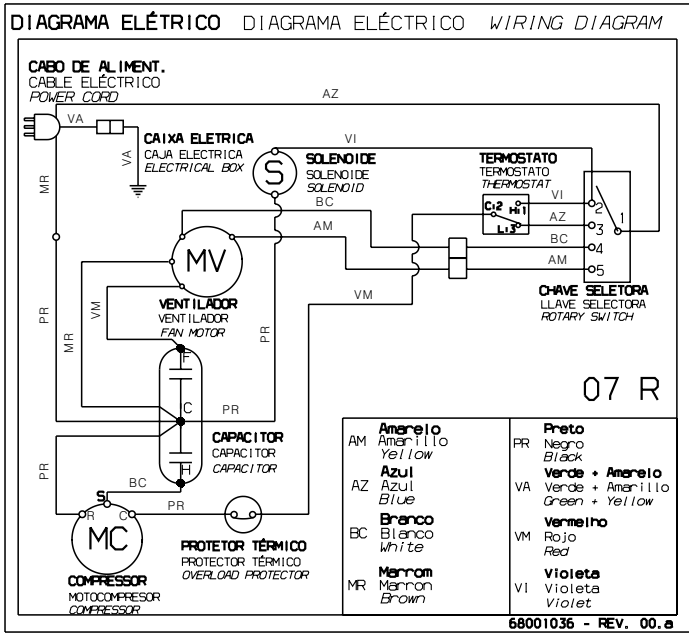 DIAGRAMA ELÉTRICO DIAGRAMA ELÉCTRICO WIRING DIAGRAM
CABO DE ALIMENT.
CABLE ELÉCTRICO
POWER CORD
AZ
VA
VA
CAIXA ELETRICA
CAJA ELECTRICA
ELECTRICAL BOX
VI
SOLENOIDE
SOLENOIDE
SOLENOID
S
TERMOSTATO
TERMOSTATO
THERMOSTAT
C:2
H:1
L:3
VI
AZ
BC
AM
2
1
3
4
5
MR
BC
AM
MV
VENTILADOR
VENTILADOR
FAN MOTOR
VM
CHAVE SELETORA
LLAVE SELECTORA
ROTARY SWITCH
PR
MR
VM
PR
F
C
H
PR
CAPACITOR
CAPACITOR
CAPACITOR
07 R
PR
BC
S
R
C
PR
MC
PROTETOR TÉRMICO
PROTECTOR TÉRMICO
OVERLOAD PROTECTOR
COMPRESSOR
MOTOCOMPRESOR
COMPRESSOR
AM
Amarelo
Amarillo
Yellow
AZ
Azul
Azul
Blue
BC
Branco
Blanco
White
MR
Marrom
Marron
Brown
PR
Preto
Negro
Black
VA
Verde + Amarelo
Verde + Amarillo
Green + Yellow
VM
Vermelho
Rojo
Red
VI
Violeta
Violeta
Violet
68001036 - REV. 00.a